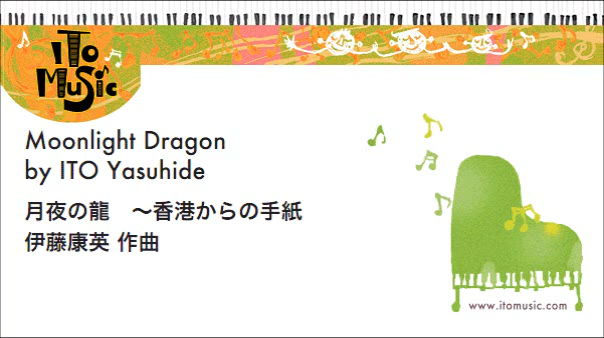 ITO
MUSIC
Moonlight Dragon
by ITO Yasuhide
月夜の龍　〜香港からの手紙
伊藤康英 作曲
www.itomusic.com